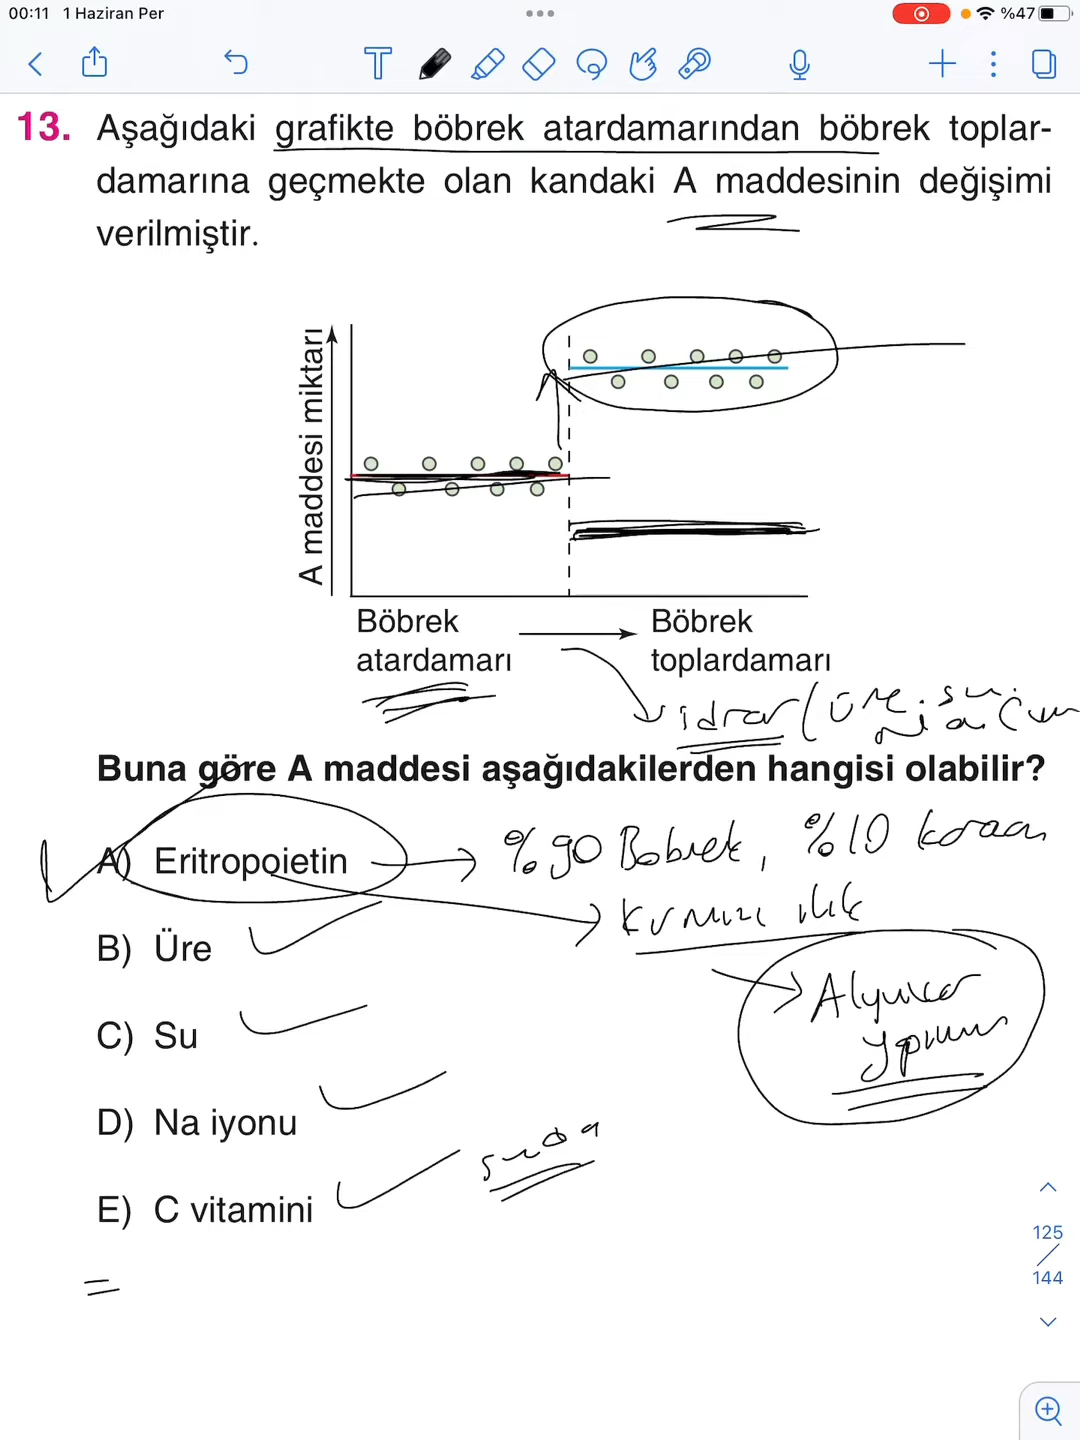 00:11 1 Haziran Per
%47
13. Aşağıdaki grafikte böbrek atardamarından böbrek toplar-
damarına geçmekte olan kandaki A maddesinin değişimi
verilmiştir.
A maddesi miktarı
Böbrek
atardamarı
Böbrek
toplardamarı
idrar (üre, su.
Buna göre A maddesi aşağıdakilerden hangisi olabilir?
A) Eritropoietin
%90 Böbrek, %10 karac
Kırmızı ilik
B) Üre
Alyuvar
yapımı
C) Su
D) Na iyonu
suda
E) C vitamini
125
144